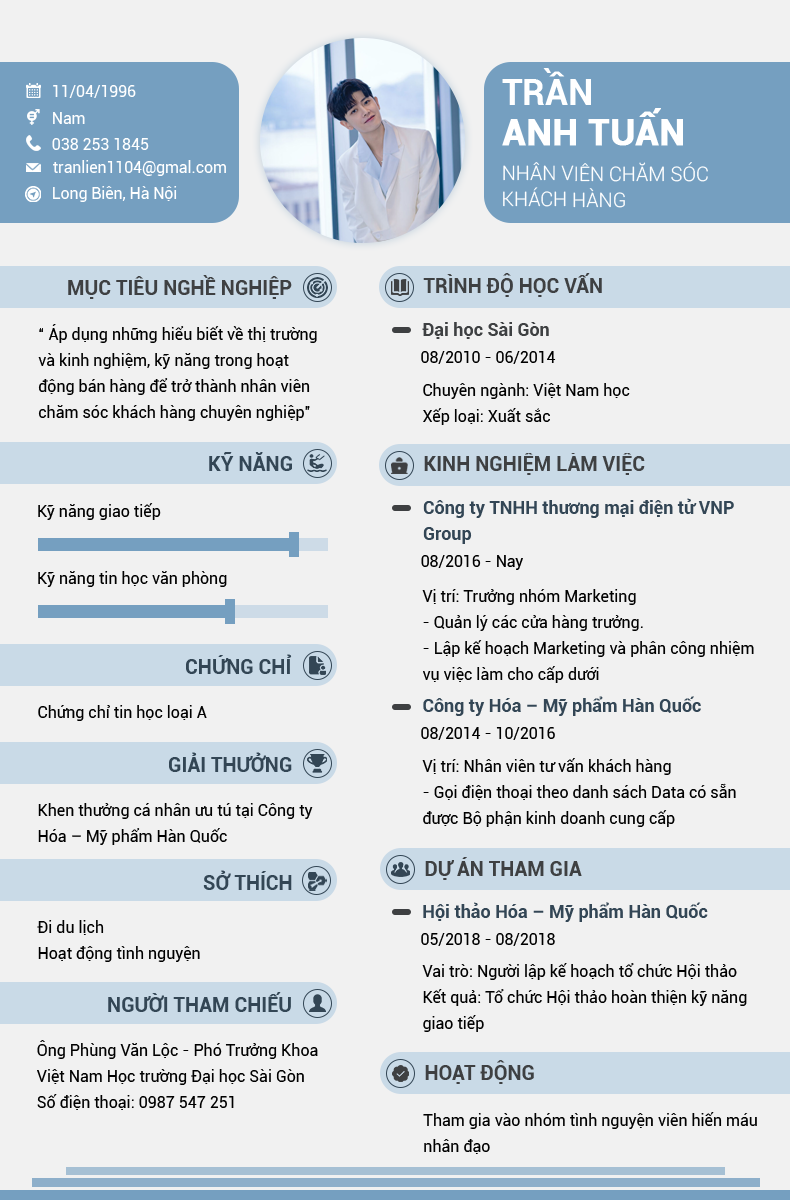 11/04/1996
Nam
038 253 1845
tranlien1104@gmal.com
Long Biên, Hà Nội
TRẦN
ANH TUẤN
NHÂN VIÊN CHĂM SÓC
KHÁCH HÀNG
MỤC TIÊU NGHỀ NGHIỆP
“ Áp dụng những hiểu biết về thị trường
và kinh nghiệm, kỹ năng trong hoạt
động bán hàng để trở thành nhân viên
chăm sóc khách hàng chuyên nghiệp”
KỸ NĂNG
Kỹ năng giao tiếp
Kỹ năng tin học văn phòng
CHỨNG CHỈ
Chứng chỉ tin học loại A
GIẢI THƯỞNG
Khen thưởng cá nhân ưu tú tại Công ty
Hóa – Mỹ phẩm Hàn Quốc
SỞ THÍCH
Đi du lịch
Hoạt động tình nguyện
NGƯỜI THAM CHIẾU
Ông Phùng Văn Lộc - Phó Trưởng Khoa
Việt Nam Học trường Đại học Sài Gòn
Số điện thoại: 0987 547 251
TRÌNH ĐỘ HỌC VẤN
Đại học Sài Gòn
08/2010 - 06/2014
Chuyên ngành: Việt Nam học
Xếp loại: Xuất sắc
KINH NGHIỆM LÀM VIỆC
Công ty TNHH thương mại điện tử VNP
Group
08/2016 - Nay
Vị trí: Trưởng nhóm Marketing
- Quản lý các cửa hàng trưởng.
- Lập kế hoạch Marketing và phân công nhiệm
vụ việc làm cho cấp dưới
Công ty Hóa – Mỹ phẩm Hàn Quốc
08/2014 - 10/2016
Vị trí: Nhân viên tư vấn khách hàng
- Gọi điện thoại theo danh sách Data có sẵn
được Bộ phận kinh doanh cung cấp
DỰ ÁN THAM GIA
Hội thảo Hóa – Mỹ phẩm Hàn Quốc
05/2018 - 08/2018
Vai trò: Người lập kế hoạch tổ chức Hội thảo
Kết quả: Tổ chức Hội thảo hoàn thiện kỹ năng
giao tiếp
HOẠT ĐỘNG
Tham gia vào nhóm tình nguyện viên hiến máu
nhân đạo